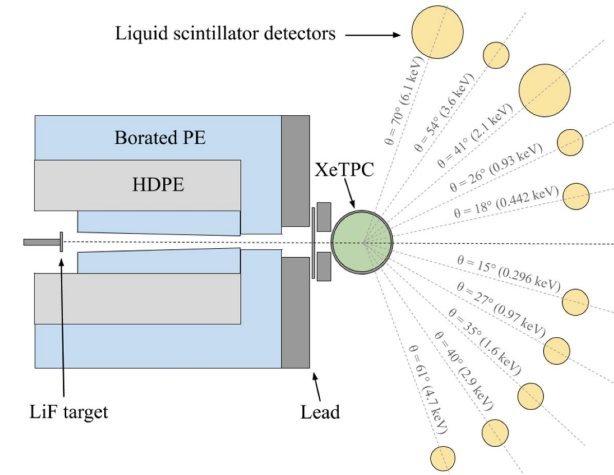 Liquid scintillator detectors
θ = 70° (6.1 keV)
θ = 54° (3.6 keV)
θ = 41° (2.1 keV)
θ = 26° (0.93 keV)
θ = 18° (0.442 keV)
Borated PE
HDPE
XeTPC
θ = 15° (0.296 keV)
θ = 27° (0.97 keV)
θ = 35° (1.6 keV)
θ = 40° (2.9 keV)
θ = 61° (4.7 keV)
LiF target
Lead